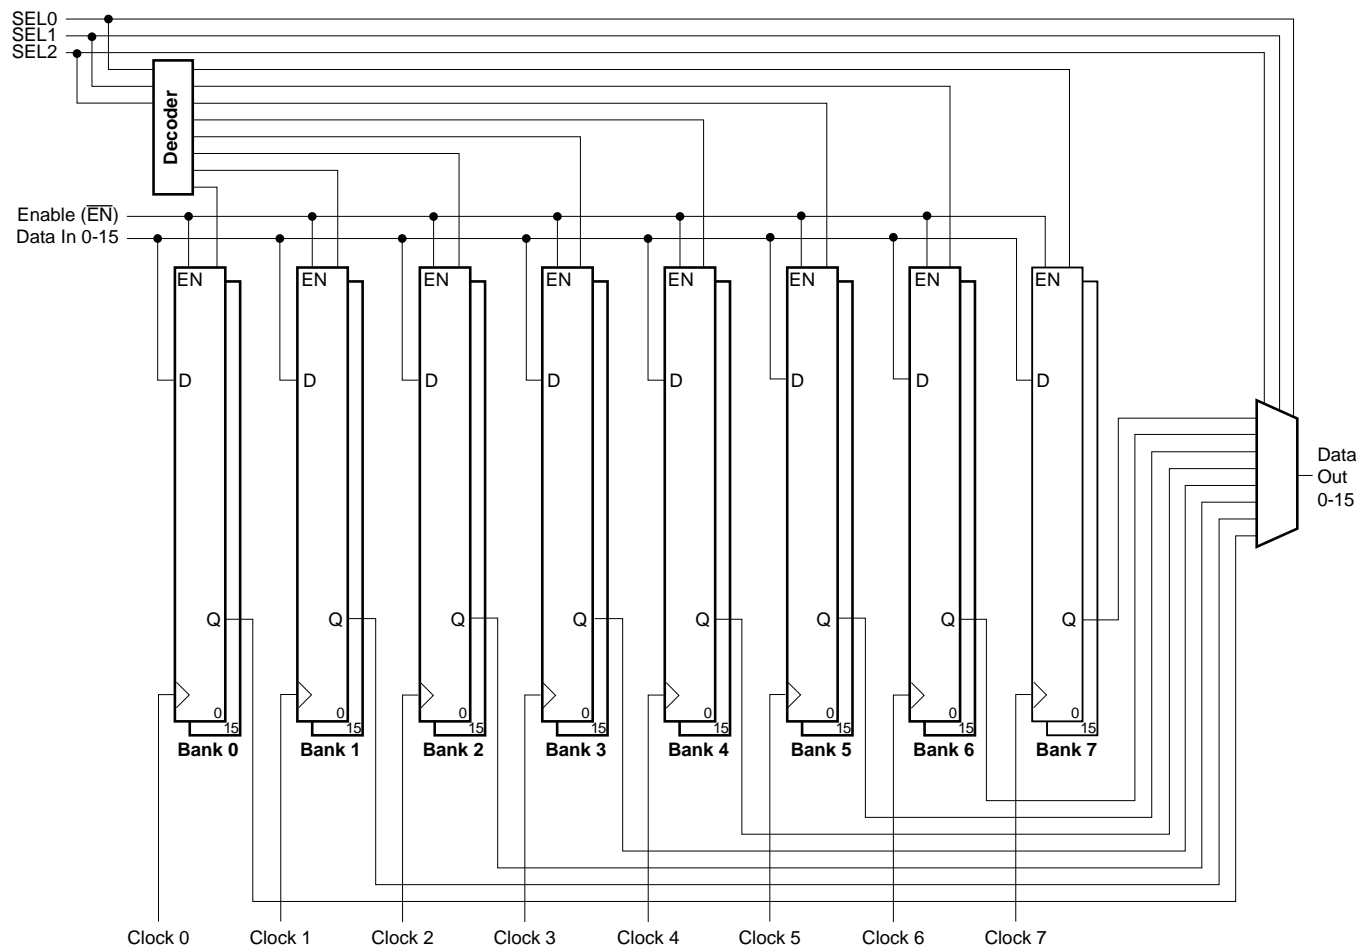 SEL0
SEL1
SEL2
Decoder
Enable (E̅N̅)
Data In 0-15
EN EN EN EN EN EN EN EN
D D D D D D D D
Data
Out
0-15
Q Q Q Q Q Q Q Q
0 0 0 0 0 0 0 0
15 15 15 15 15 15 15 15
Bank 0 Bank 1 Bank 2 Bank 3 Bank 4 Bank 5 Bank 6 Bank 7
Clock 0 Clock 1 Clock 2 Clock 3 Clock 4 Clock 5 Clock 6 Clock 7